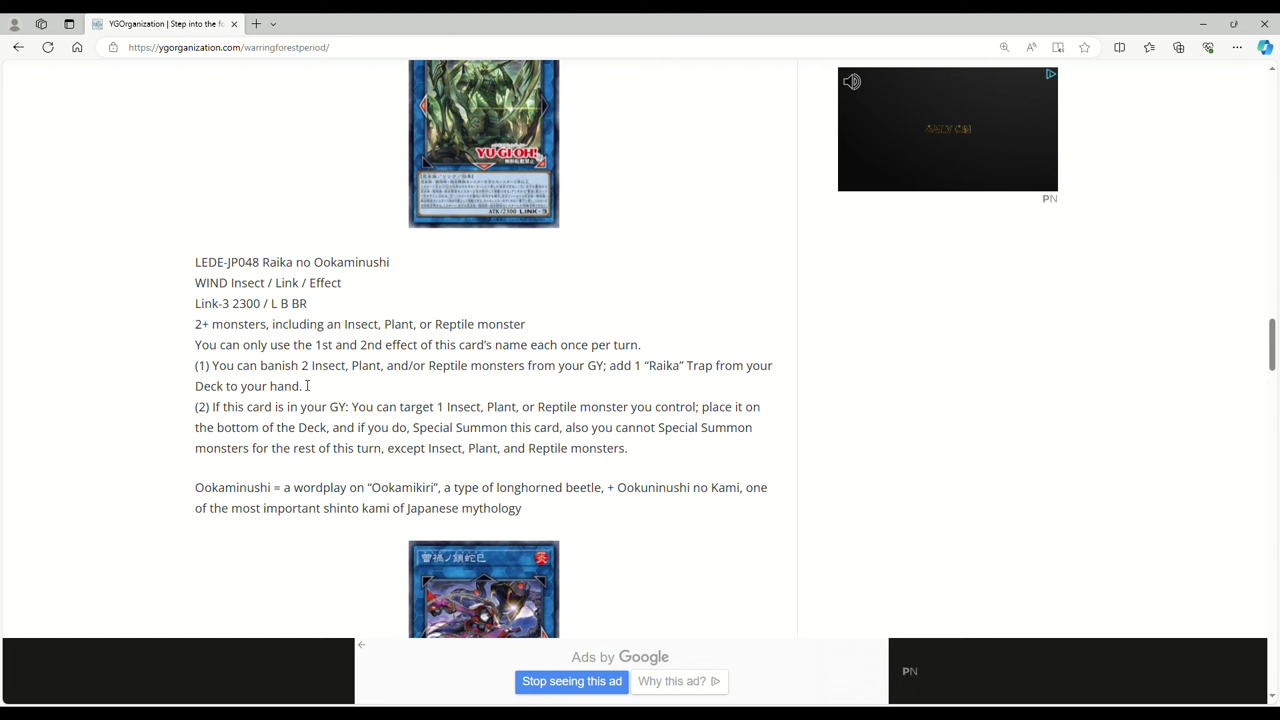 YGOrganization | Step into the fo
https://ygorganization.com/warringforestperiod/
YU-GI-OH!
ATK/2300 LINK-3
PN
LEDE-JP048 Raika no Ookaminushi
WIND Insect / Link / Effect
Link-3 2300 / L B BR
2+ monsters, including an Insect, Plant, or Reptile monster
You can only use the 1st and 2nd effect of this card’s name each once per turn.
(1) You can banish 2 Insect, Plant, and/or Reptile monsters from your GY; add 1 “Raika” Trap from your
Deck to your hand.
(2) If this card is in your GY: You can target 1 Insect, Plant, or Reptile monster you control; place it on
the bottom of the Deck, and if you do, Special Summon this card, also you cannot Special Summon
monsters for the rest of this turn, except Insect, Plant, and Reptile monsters.
Ookaminushi = a wordplay on “Ookamikiri”, a type of longhorned beetle, + Ookuninushi no Kami, one
of the most important shinto kami of Japanese mythology
Ads by Google
Stop seeing this ad
Why this ad?
PN